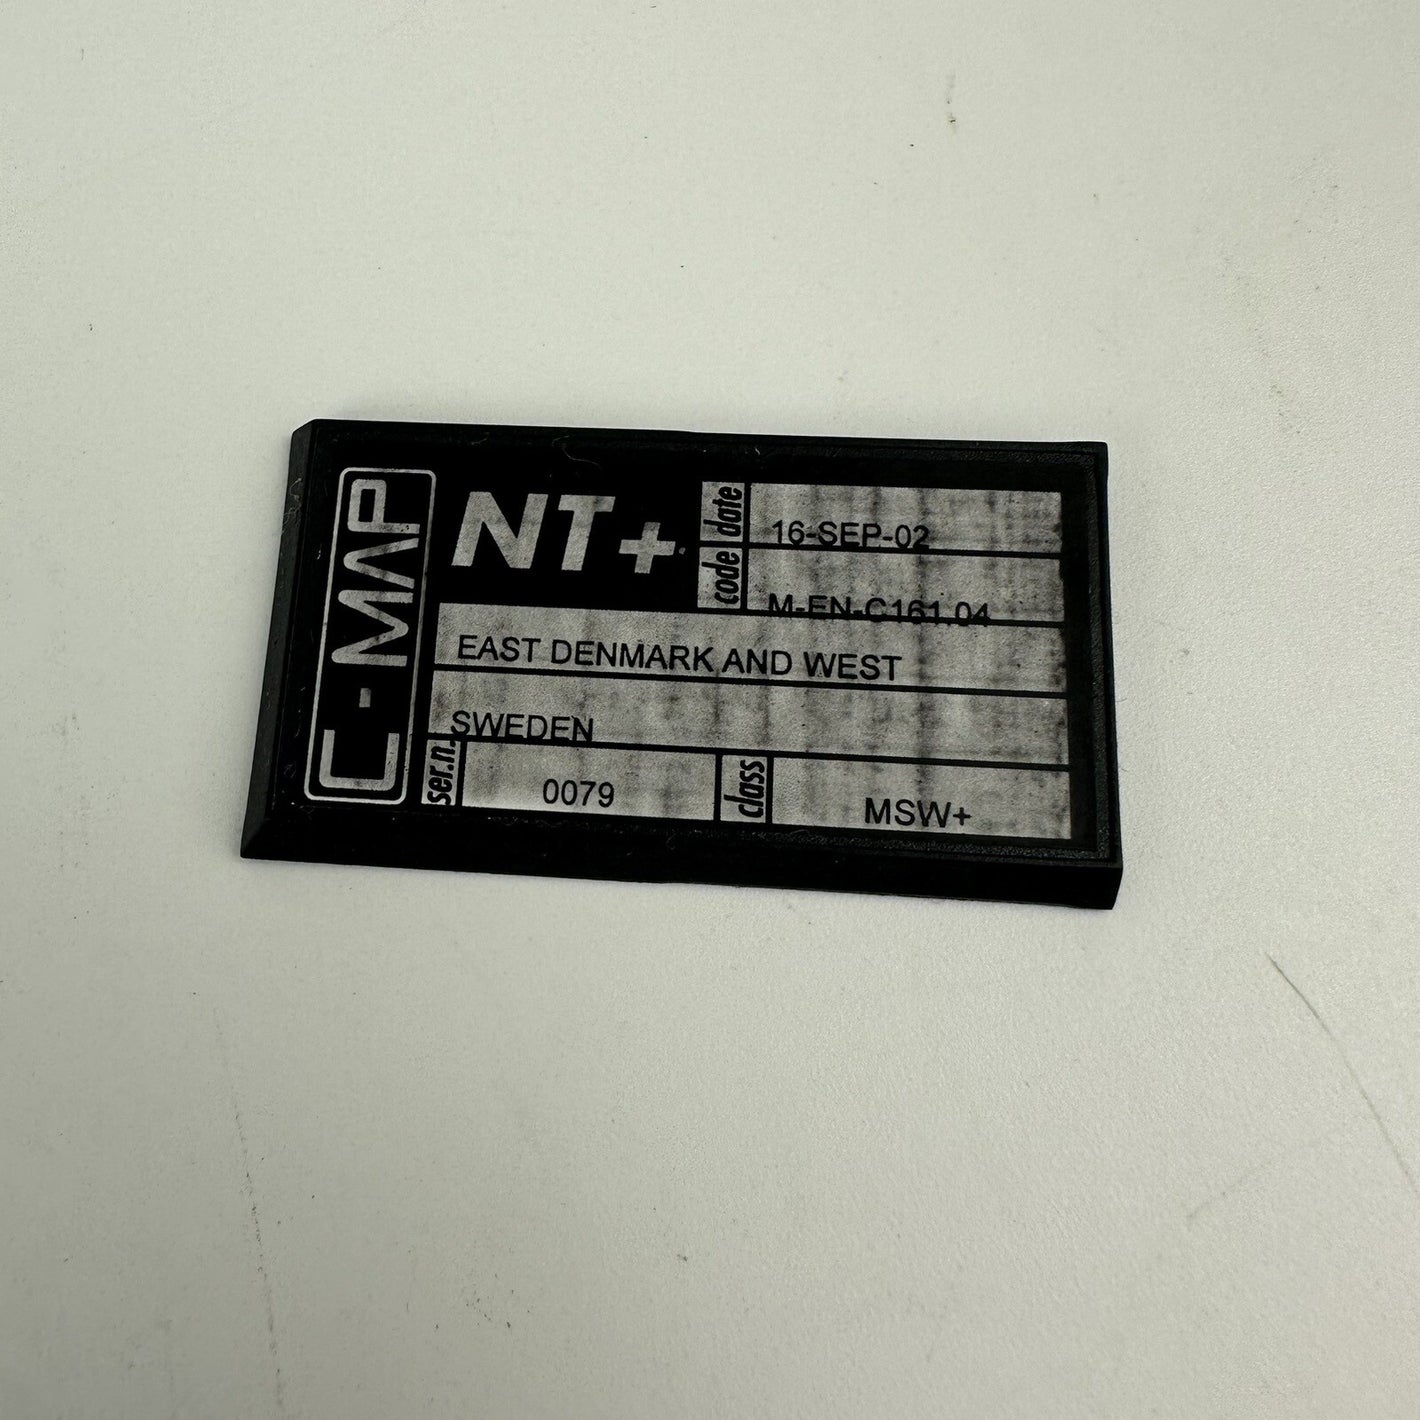 C-MAP
NT+
date 16-SEP-02
code M-EN-C161.04
EAST DENMARK AND WEST
SWEDEN
ser.n. 0079 class MSW+